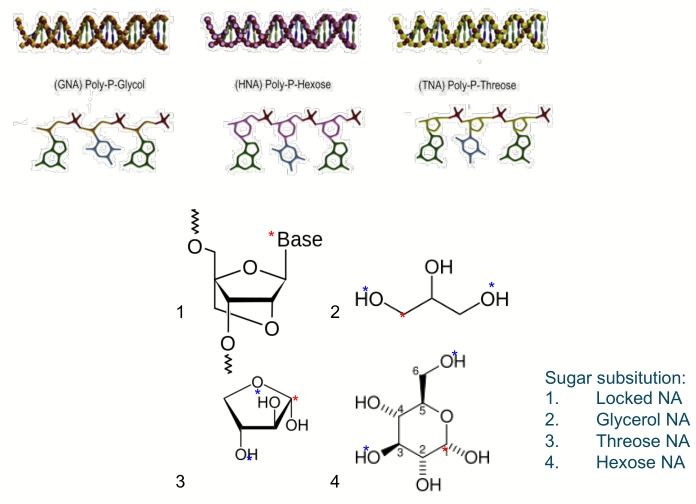 (GNA) Poly-P-Glycol
(HNA) Poly-P-Hexose
(TNA) Poly-P-Threose
O
*Base
O
O
O
1
OH
*
HO
*
OH
*
2
O
*
HO
*
OH
OH
*
3
6
*
OH
HO
4
5
O
*
HO
3
2
*
OH
OH
4
Sugar subsitution:
1. Locked NA
2. Glycerol NA
3. Threose NA
4. Hexose NA